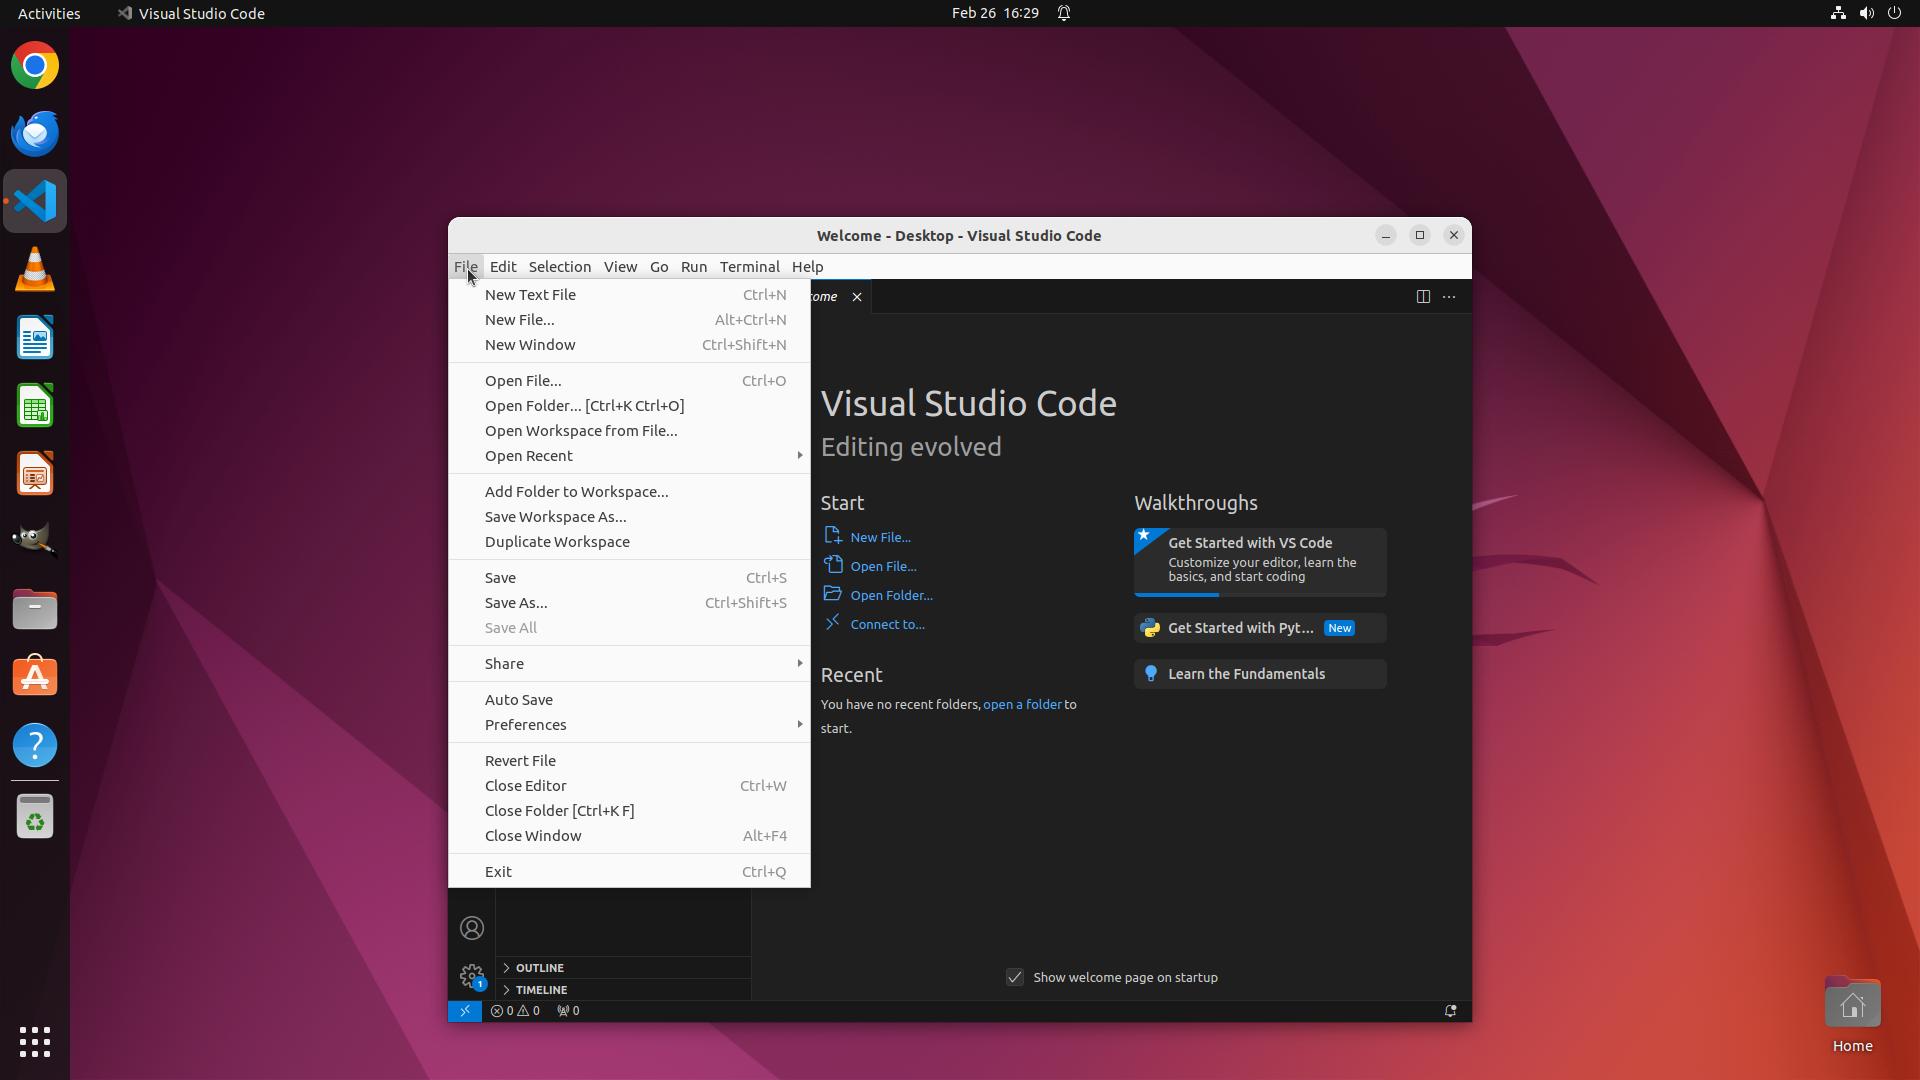 Activities
Visual Studio Code
Feb 26 16:29
Welcome - Desktop - Visual Studio Code
File Edit Selection View Go Run Terminal Help
New Text File Ctrl+N
New File... Alt+Ctrl+N
New Window Ctrl+Shift+N
Open File... Ctrl+O
Open Folder... [Ctrl+K Ctrl+O]
Open Workspace from File...
Open Recent
Add Folder to Workspace...
Save Workspace As...
Duplicate Workspace
Save Ctrl+S
Save As... Ctrl+Shift+S
Save All
Share
Auto Save
Preferences
Revert File
Close Editor Ctrl+W
Close Folder [Ctrl+K F]
Close Window Alt+F4
Exit Ctrl+Q
ome
Visual Studio Code
Editing evolved
Start
New File...
Open File...
Open Folder...
Connect to...
Recent
You have no recent folders, open a folder to
start.
Walkthroughs
Get Started with VS Code
Customize your editor, learn the
basics, and start coding
Get Started with Pyt... New
Learn the Fundamentals
OUTLINE
1
TIMELINE
Show welcome page on startup
0 0 0
Home